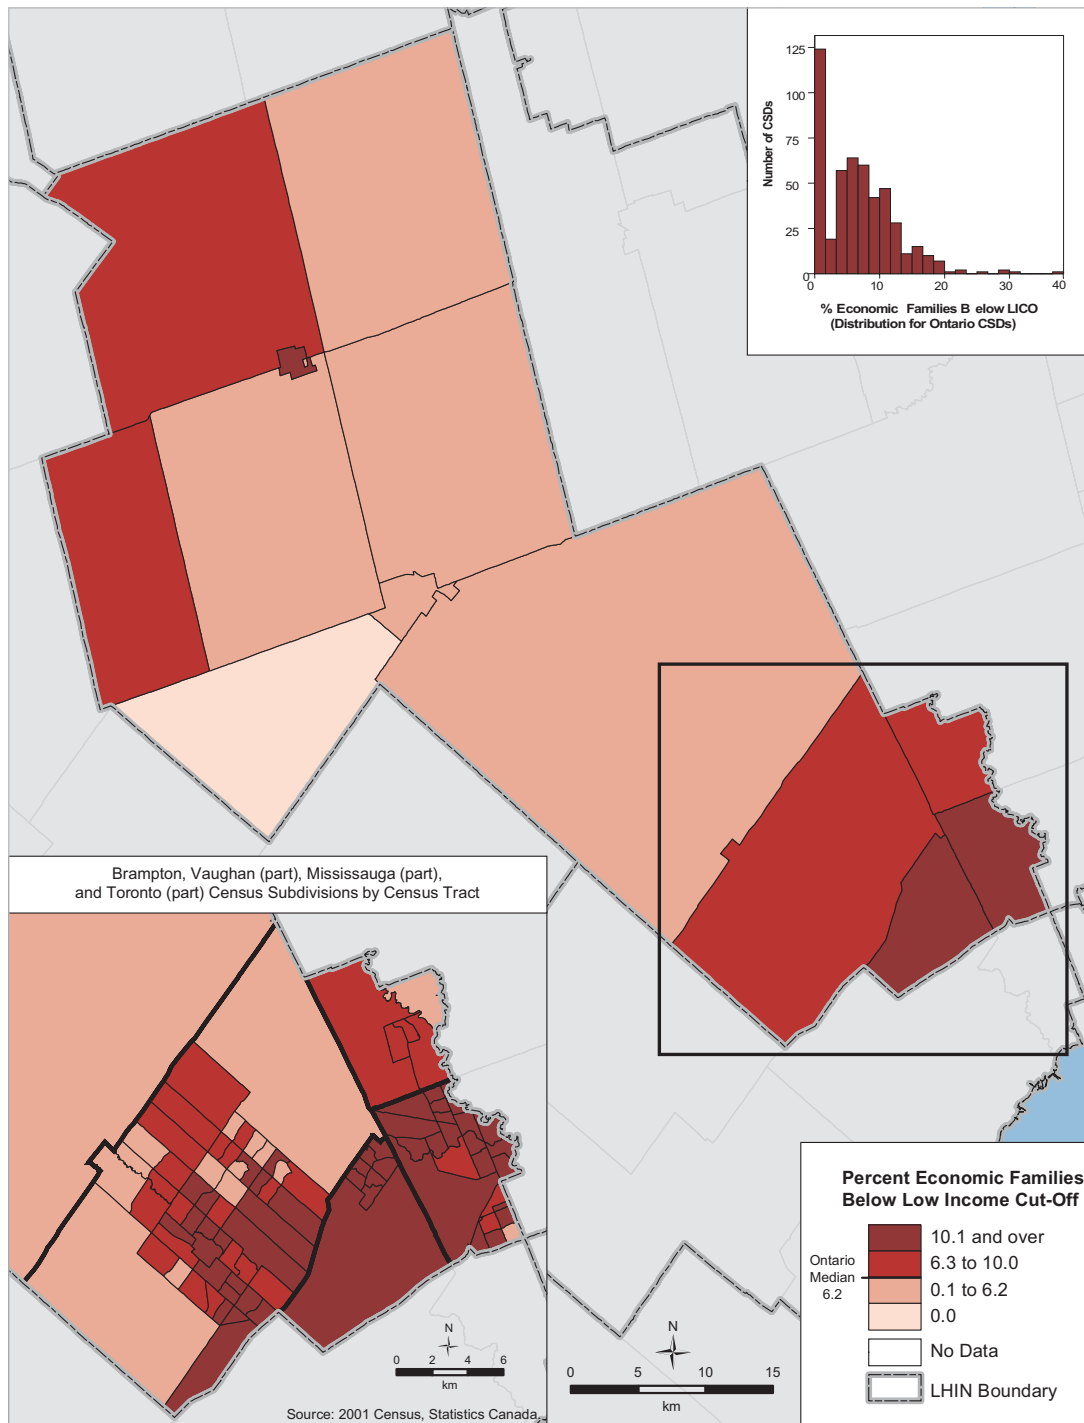 125
100
75
50
25
0
Number of CSDs
0 10 20 30 40
% Economic Families B elow LICO
(Distribution for Ontario CSDs)
Brampton, Vaughan (part), Mississauga (part),
and Toronto (part) Census Subdivisions by Census Tract
N
0 2 4 6
km
Source: 2001 Census, Statistics Canada
N
0 5 10 15
km
Percent Economic Families
Below Low Income Cut-Off
10.1 and over
6.3 to 10.0
Ontario
Median
6.2
0.1 to 6.2
0.0
No Data
LHIN Boundary